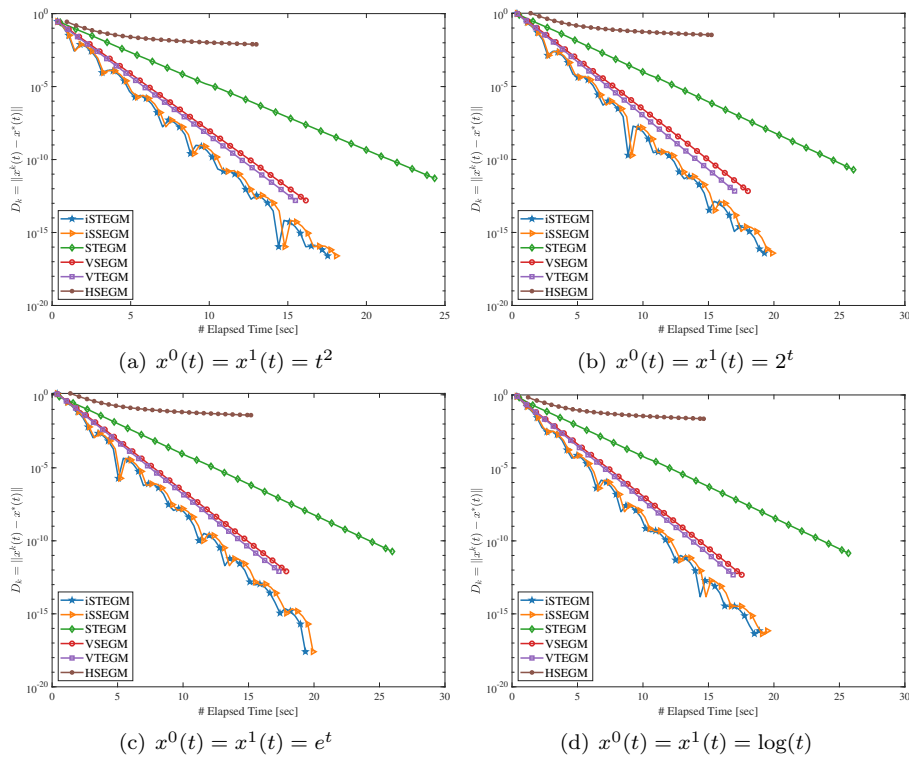 10^0
10^-5
10^-10
10^-15
10^-20
D_k = ||x^k(t) − x^*(t)||
iSTEGM
iSSEGM
STEGM
VSEGM
VTEGM
HSEGM
0 5 10 15 20 25
# Elapsed Time [sec]
(a) x^0(t) = x^1(t) = t^2
10^0
10^-5
10^-10
10^-15
10^-20
D_k = ||x^k(t) − x^*(t)||
iSTEGM
iSSEGM
STEGM
VSEGM
VTEGM
HSEGM
0 5 10 15 20 25 30
# Elapsed Time [sec]
(b) x^0(t) = x^1(t) = 2^t
10^0
10^-5
10^-10
10^-15
10^-20
D_k = ||x^k(t) − x^*(t)||
iSTEGM
iSSEGM
STEGM
VSEGM
VTEGM
HSEGM
0 5 10 15 20 25 30
# Elapsed Time [sec]
(c) x^0(t) = x^1(t) = e^t
10^0
10^-5
10^-10
10^-15
10^-20
D_k = ||x^k(t) − x^*(t)||
iSTEGM
iSSEGM
STEGM
VSEGM
VTEGM
HSEGM
0 5 10 15 20 25 30
# Elapsed Time [sec]
(d) x^0(t) = x^1(t) = log(t)